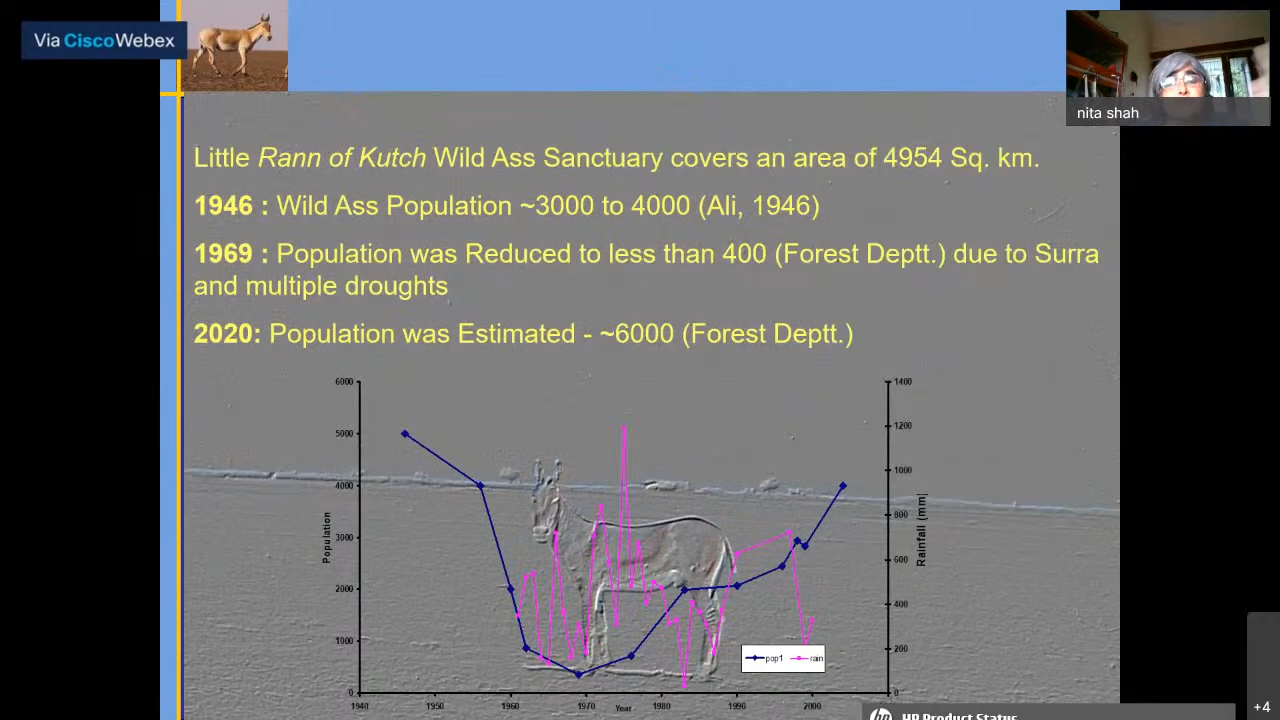 Via CiscoWebex
nita shah
Little Rann of Kutch Wild Ass Sanctuary covers an area of 4954 Sq. km.
1946 : Wild Ass Population ~3000 to 4000 (Ali, 1946)
1969 : Population was Reduced to less than 400 (Forest Deptt.) due to Surra
and multiple droughts
2020: Population was Estimated - ~6000 (Forest Deptt.)
6000
5000
4000
3000
2000
1000
0
Population
1400
1200
1000
800
600
400
200
0
Rainfall (mm)
pop1
rain
1940
1950
1960
1970
1980
1990
2000
Year
hp
HP Product Status
+4